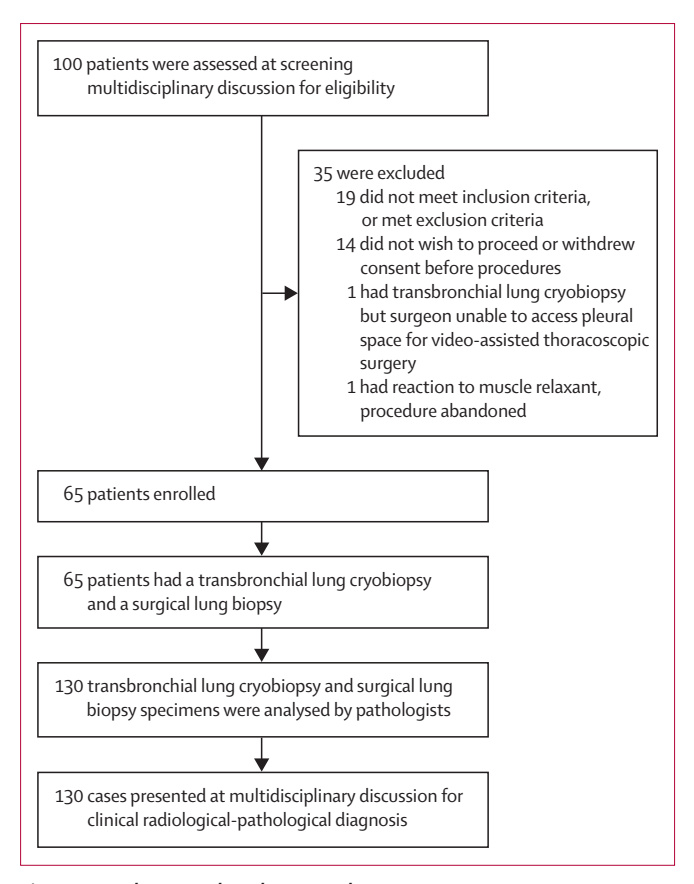 100 patients were assessed at screening
multidisciplinary discussion for eligibility
35 were excluded
19 did not meet inclusion criteria,
or met exclusion criteria
14 did not wish to proceed or withdrew
consent before procedures
1 had transbronchial lung cryobiopsy
but surgeon unable to access pleural
space for video-assisted thoracoscopic
surgery
1 had reaction to muscle relaxant,
procedure abandoned
65 patients enrolled
65 patients had a transbronchial lung cryobiopsy
and a surgical lung biopsy
130 transbronchial lung cryobiopsy and surgical lung
biopsy specimens were analysed by pathologists
130 cases presented at multidisciplinary discussion for
clinical radiological-pathological diagnosis